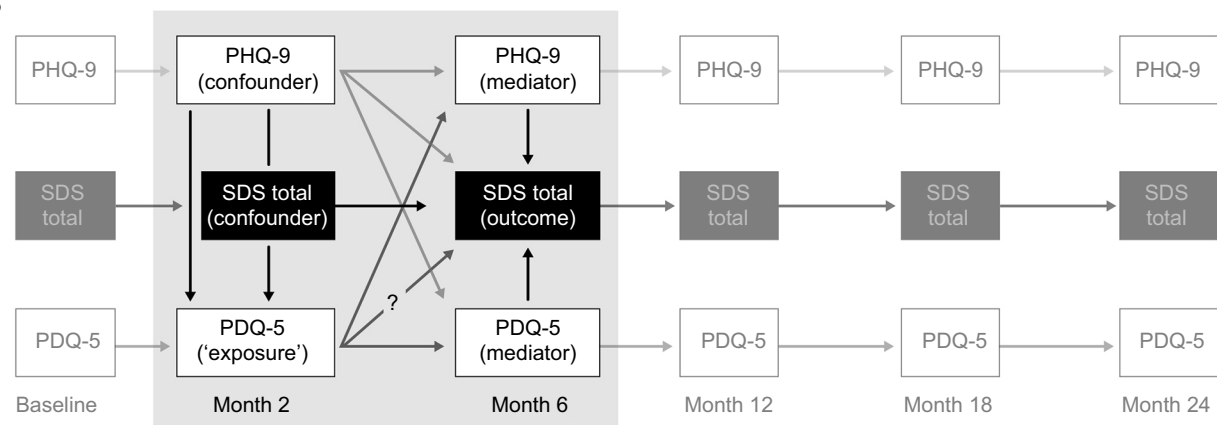 PHQ-9
PHQ-9
(confounder)
PHQ-9
(mediator)
PHQ-9
PHQ-9
PHQ-9
SDS
total
SDS total
(confounder)
SDS total
(outcome)
SDS
total
SDS
total
SDS
total
?
PDQ-5
PDQ-5
(‘exposure’)
PDQ-5
(mediator)
PDQ-5
PDQ-5
PDQ-5
Baseline
Month 2
Month 6
Month 12
Month 18
Month 24